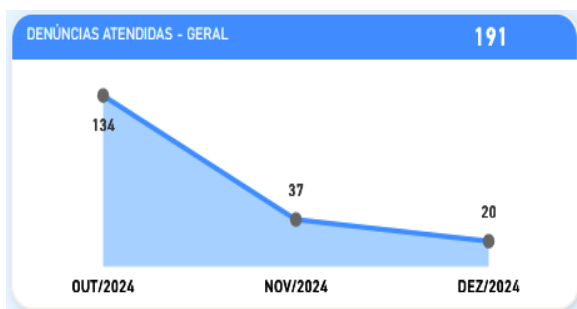 DENÚNCIAS ATENDIDAS - GERAL 191
134
37
20
OUT/2024 NOV/2024 DEZ/2024